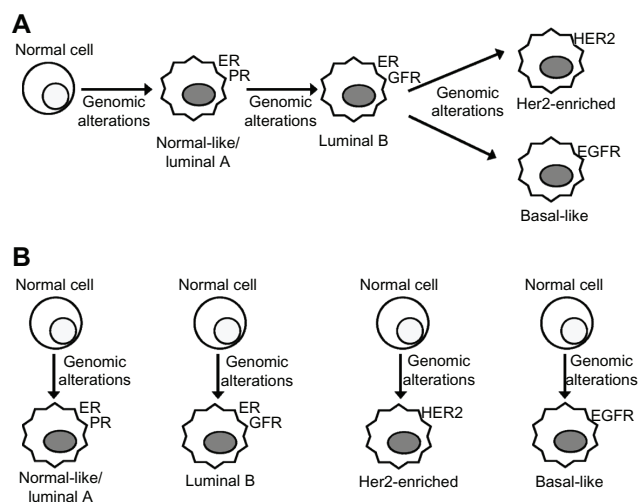 A
Normal cell
ER
PR
Genomic
alterations
Normal-like/
luminal A
ER
GFR
Genomic
alterations
Luminal B
Genomic
alterations
HER2
Her2-enriched
EGFR
Basal-like
B
Normal cell
Normal cell
Normal cell
Normal cell
Genomic
alterations
Genomic
alterations
Genomic
alterations
Genomic
alterations
ER
PR
ER
GFR
HER2
EGFR
Normal-like/
luminal A
Luminal B
Her2-enriched
Basal-like